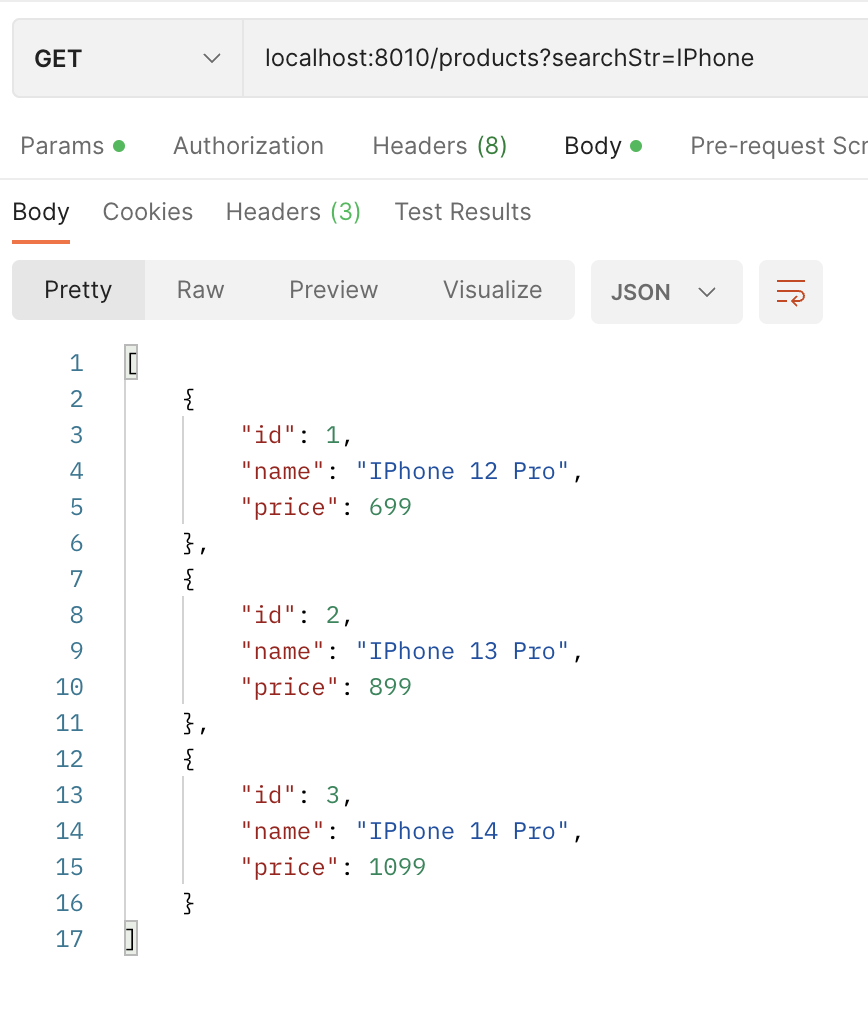 GET localhost:8010/products?searchStr=IPhone
Params Authorization Headers (8) Body Pre-request Scr
Body Cookies Headers (3) Test Results
Pretty Raw Preview Visualize JSON
1 [
2 {
3 "id": 1,
4 "name": "IPhone 12 Pro",
5 "price": 699
6 },
7 {
8 "id": 2,
9 "name": "IPhone 13 Pro",
10 "price": 899
11 },
12 {
13 "id": 3,
14 "name": "IPhone 14 Pro",
15 "price": 1099
16 }
17 ]